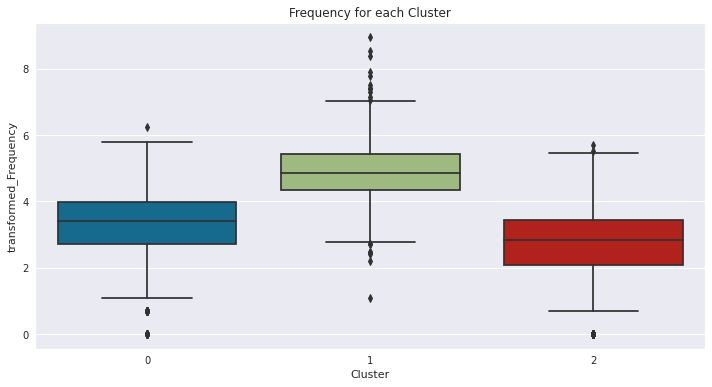 Frequency for each Cluster
transformed_Frequency
8
6
4
2
0
0
1
2
Cluster